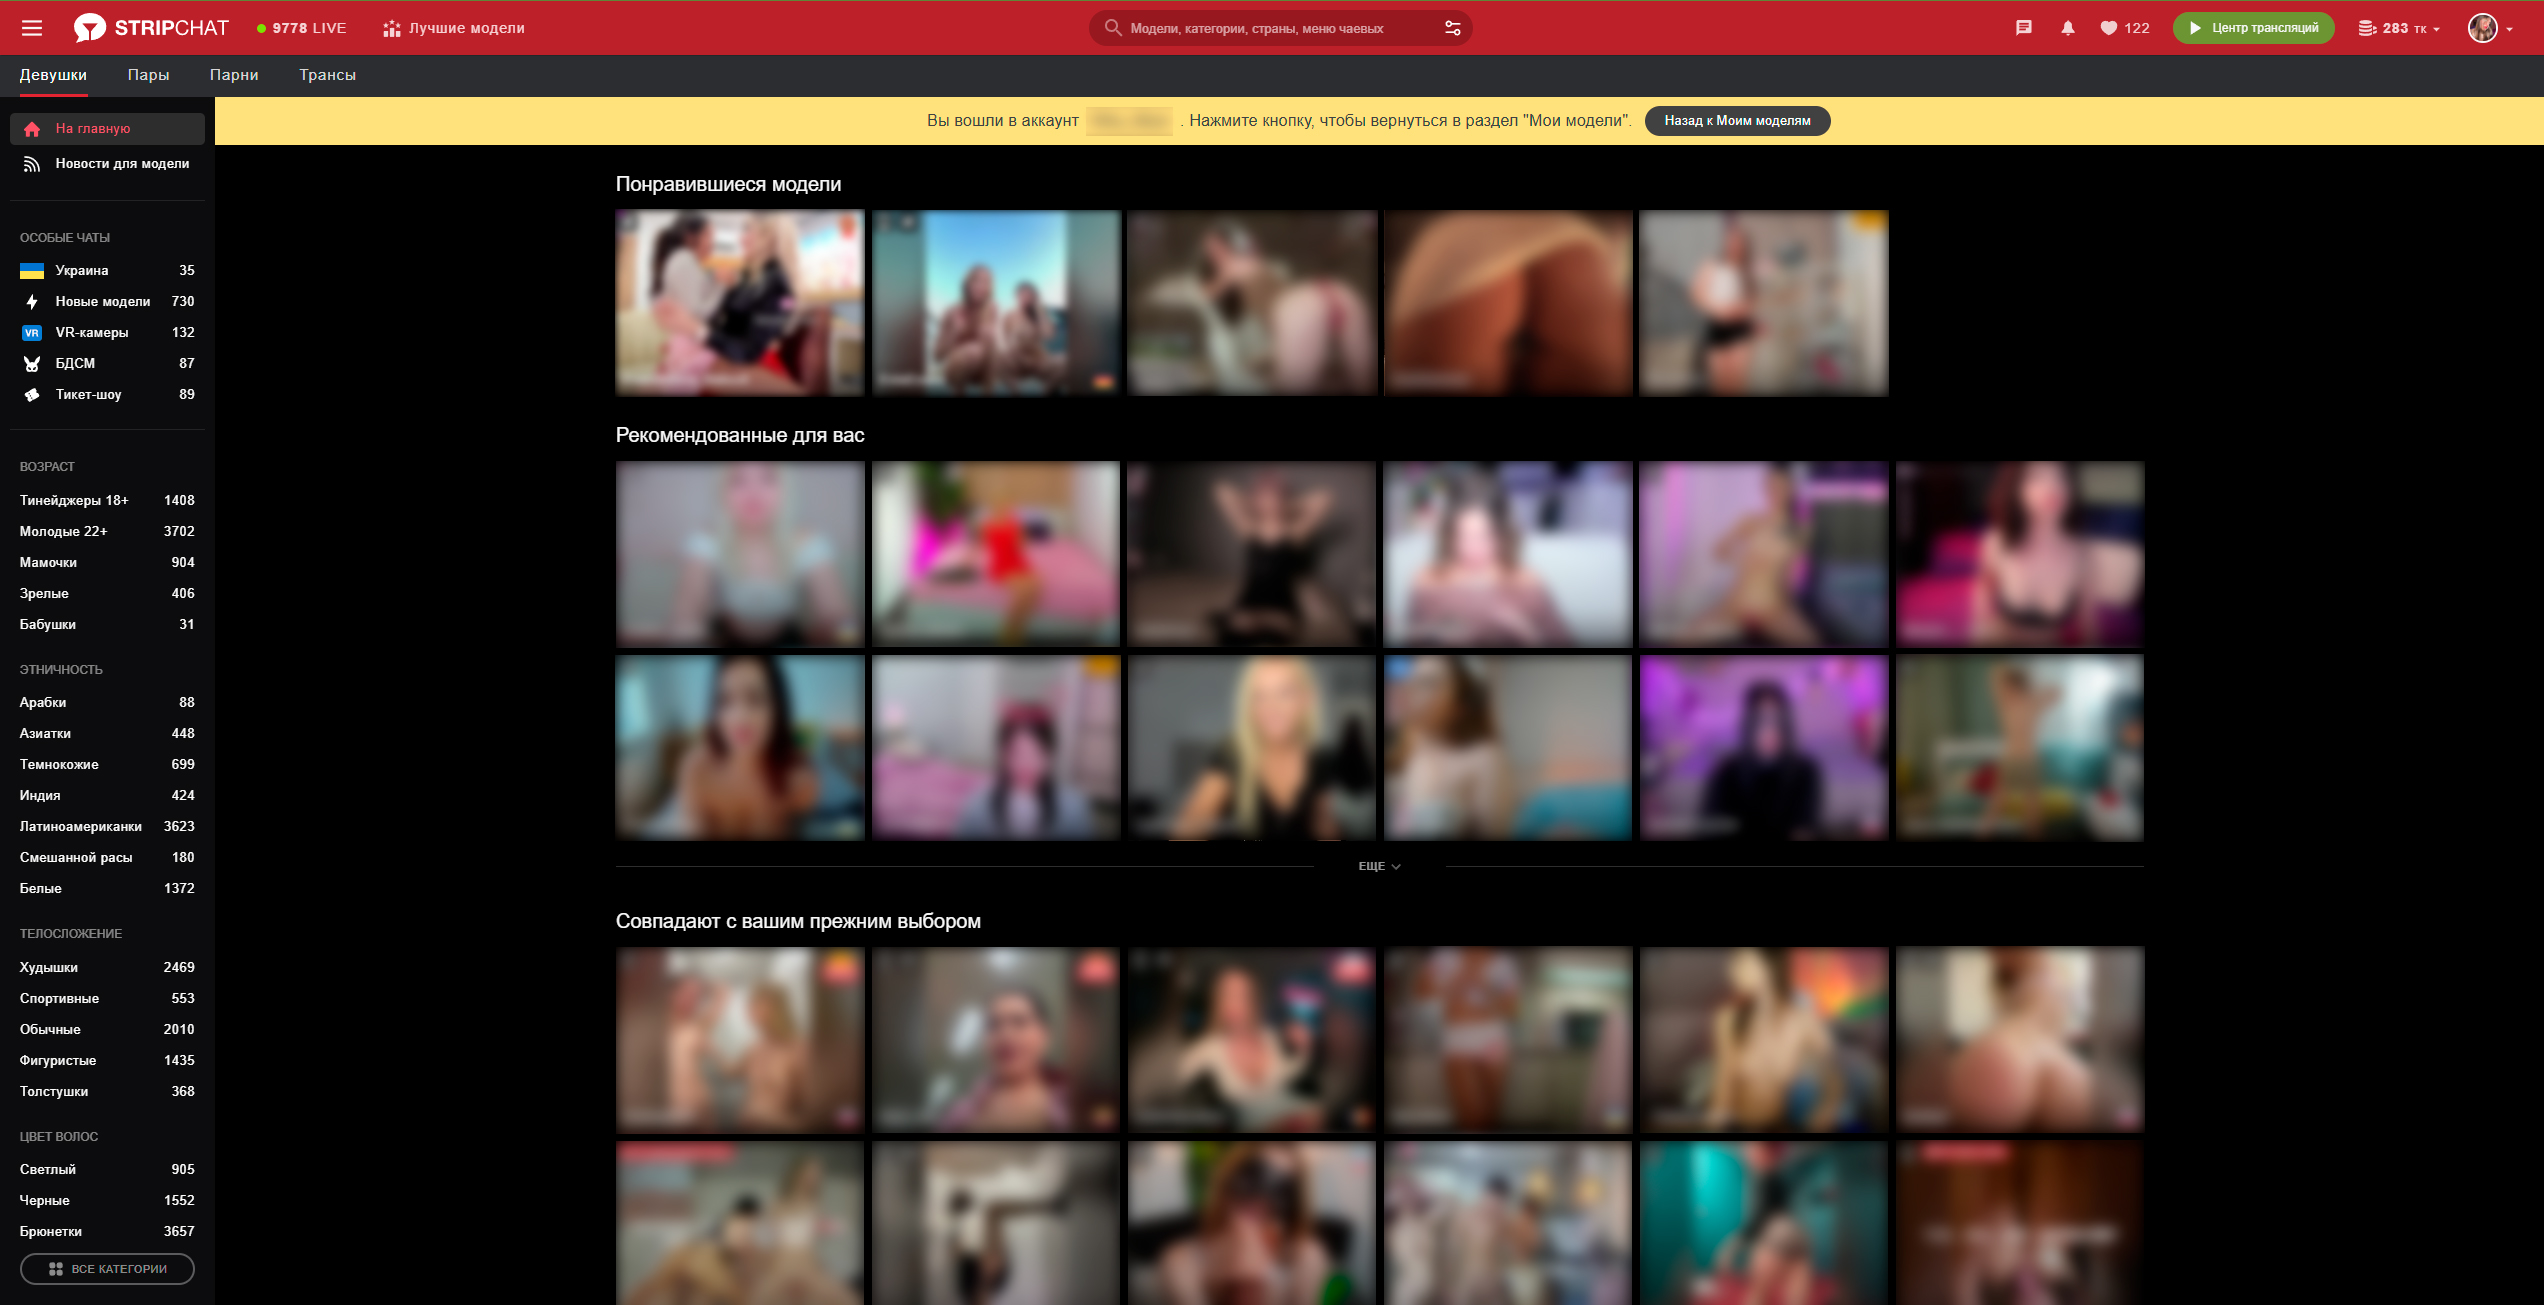 STRIPCHAT
9778 LIVE
Лучшие модели
Модели, категории, страны, меню чаевых
122
Центр трансляций
283 тк
Девушки
Пары
Парни
Трансы
Вы вошли в аккаунт . Нажмите кнопку, чтобы вернуться в раздел "Мои модели".
Назад к Моим моделям
На главную
Новости для модели
ОСОБЫЕ ЧАТЫ
Украина 35
Новые модели 730
VR VR-камеры 132
БДСМ 87
Тикет-шоу 89
ВОЗРАСТ
Тинейджеры 18+ 1408
Молодые 22+ 3702
Мамочки 904
Зрелые 406
Бабушки 31
ЭТНИЧНОСТЬ
Арабки 88
Азиатки 448
Темнокожие 699
Индия 424
Латиноамериканки 3623
Смешанной расы 180
Белые 1372
ТЕЛОСЛОЖЕНИЕ
Худышки 2469
Спортивные 553
Обычные 2010
Фигуристые 1435
Толстушки 368
ЦВЕТ ВОЛОС
Светлый 905
Черные 1552
Брюнетки 3657
ВСЕ КАТЕГОРИИ
Понравившиеся модели
Рекомендованные для вас
ЕЩЕ
Совпадают с вашим прежним выбором